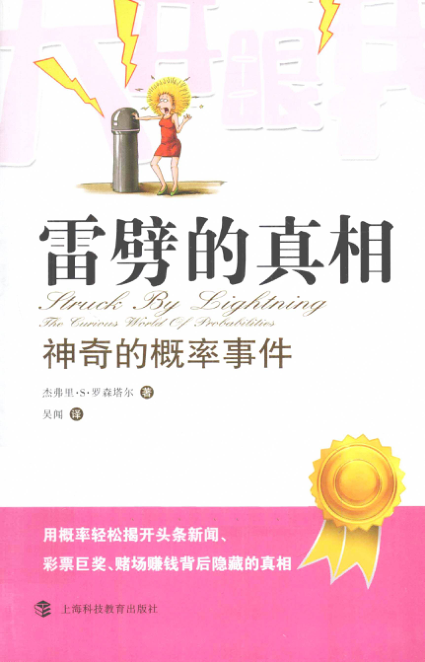 大开眼界
雷劈的真相
Struck By Lightning
The Curious World Of Probabilities
神奇的概率事件
杰弗里·S·罗森塔尔 著
吴闻 译
用概率轻松揭开头条新闻、
彩票巨奖、赌场赚钱背后隐藏的真相
上海科技教育出版社